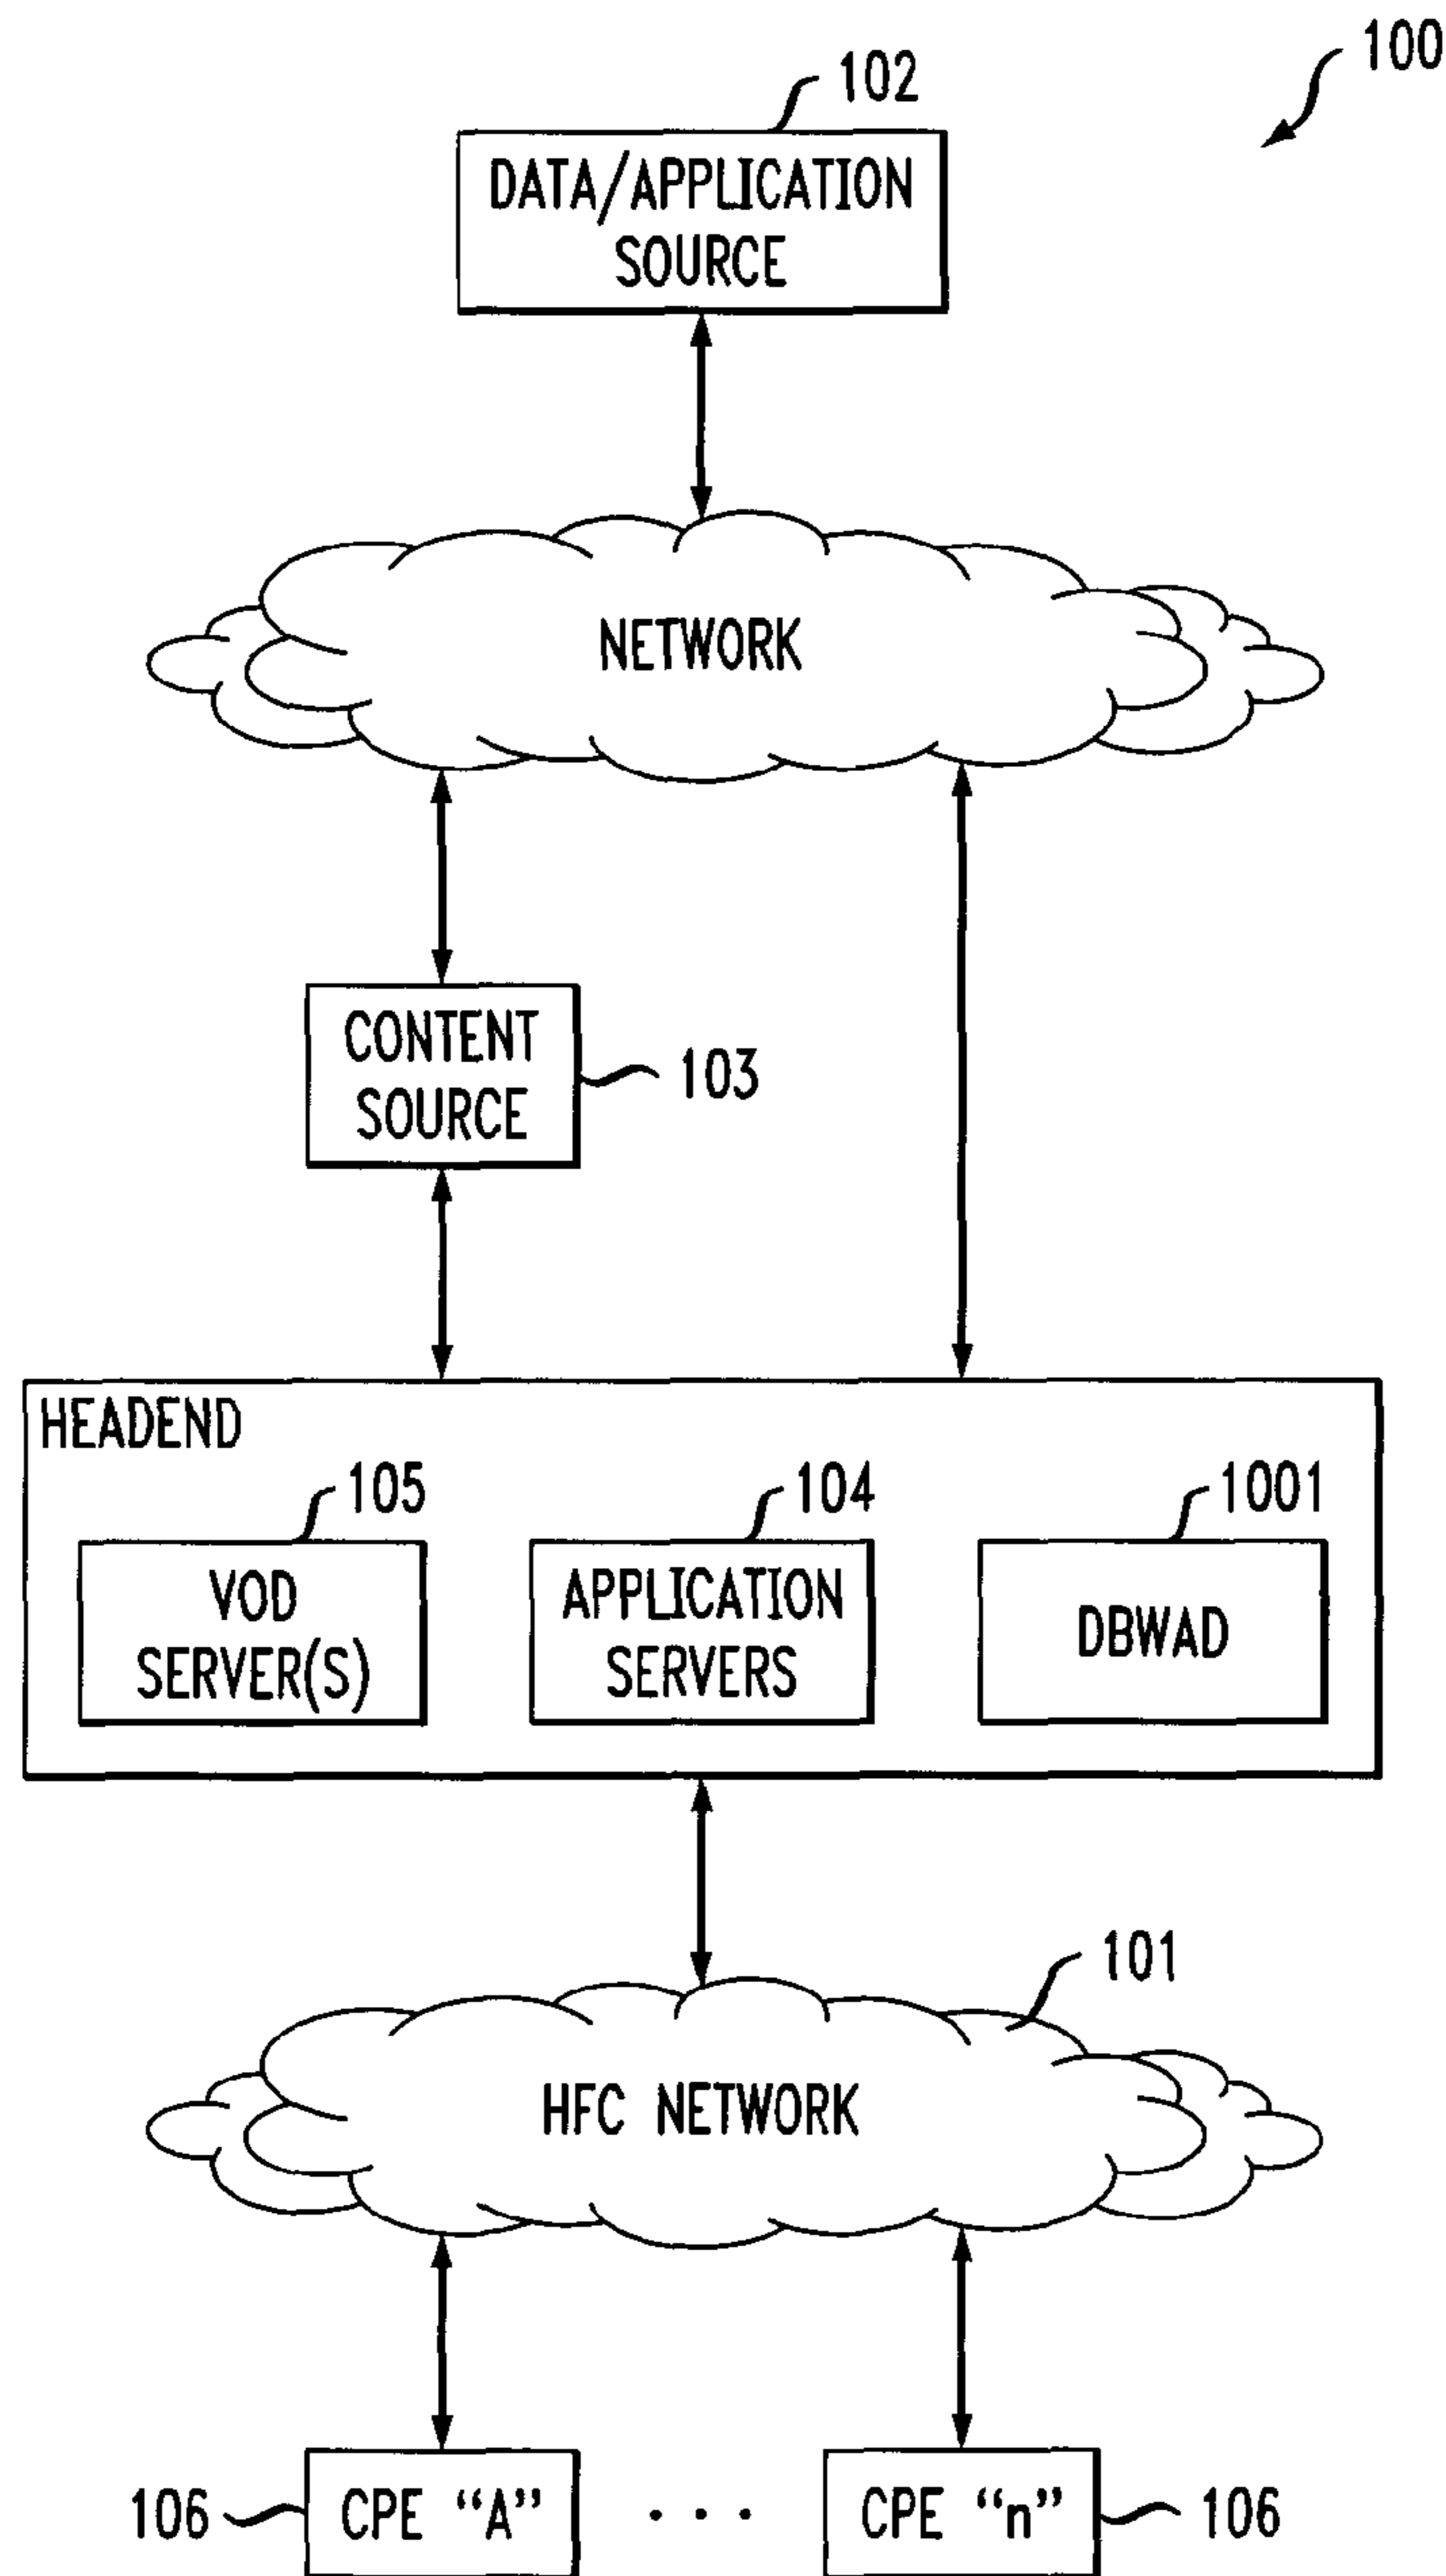 100
102
DATA/APPLICATION
SOURCE
NETWORK
CONTENT
SOURCE
103
HEADEND
105
104
1001
VOD
SERVER(S)
APPLICATION
SERVERS
DBWAD
101
HFC NETWORK
106
CPE “A”
. . .
CPE “n”
106